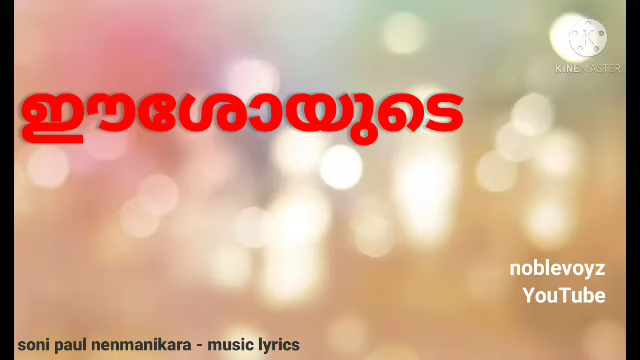 KINEMASTER
ഈശോയുടെ
noblevoyz
YouTube
soni paul nenmanikara - music lyrics